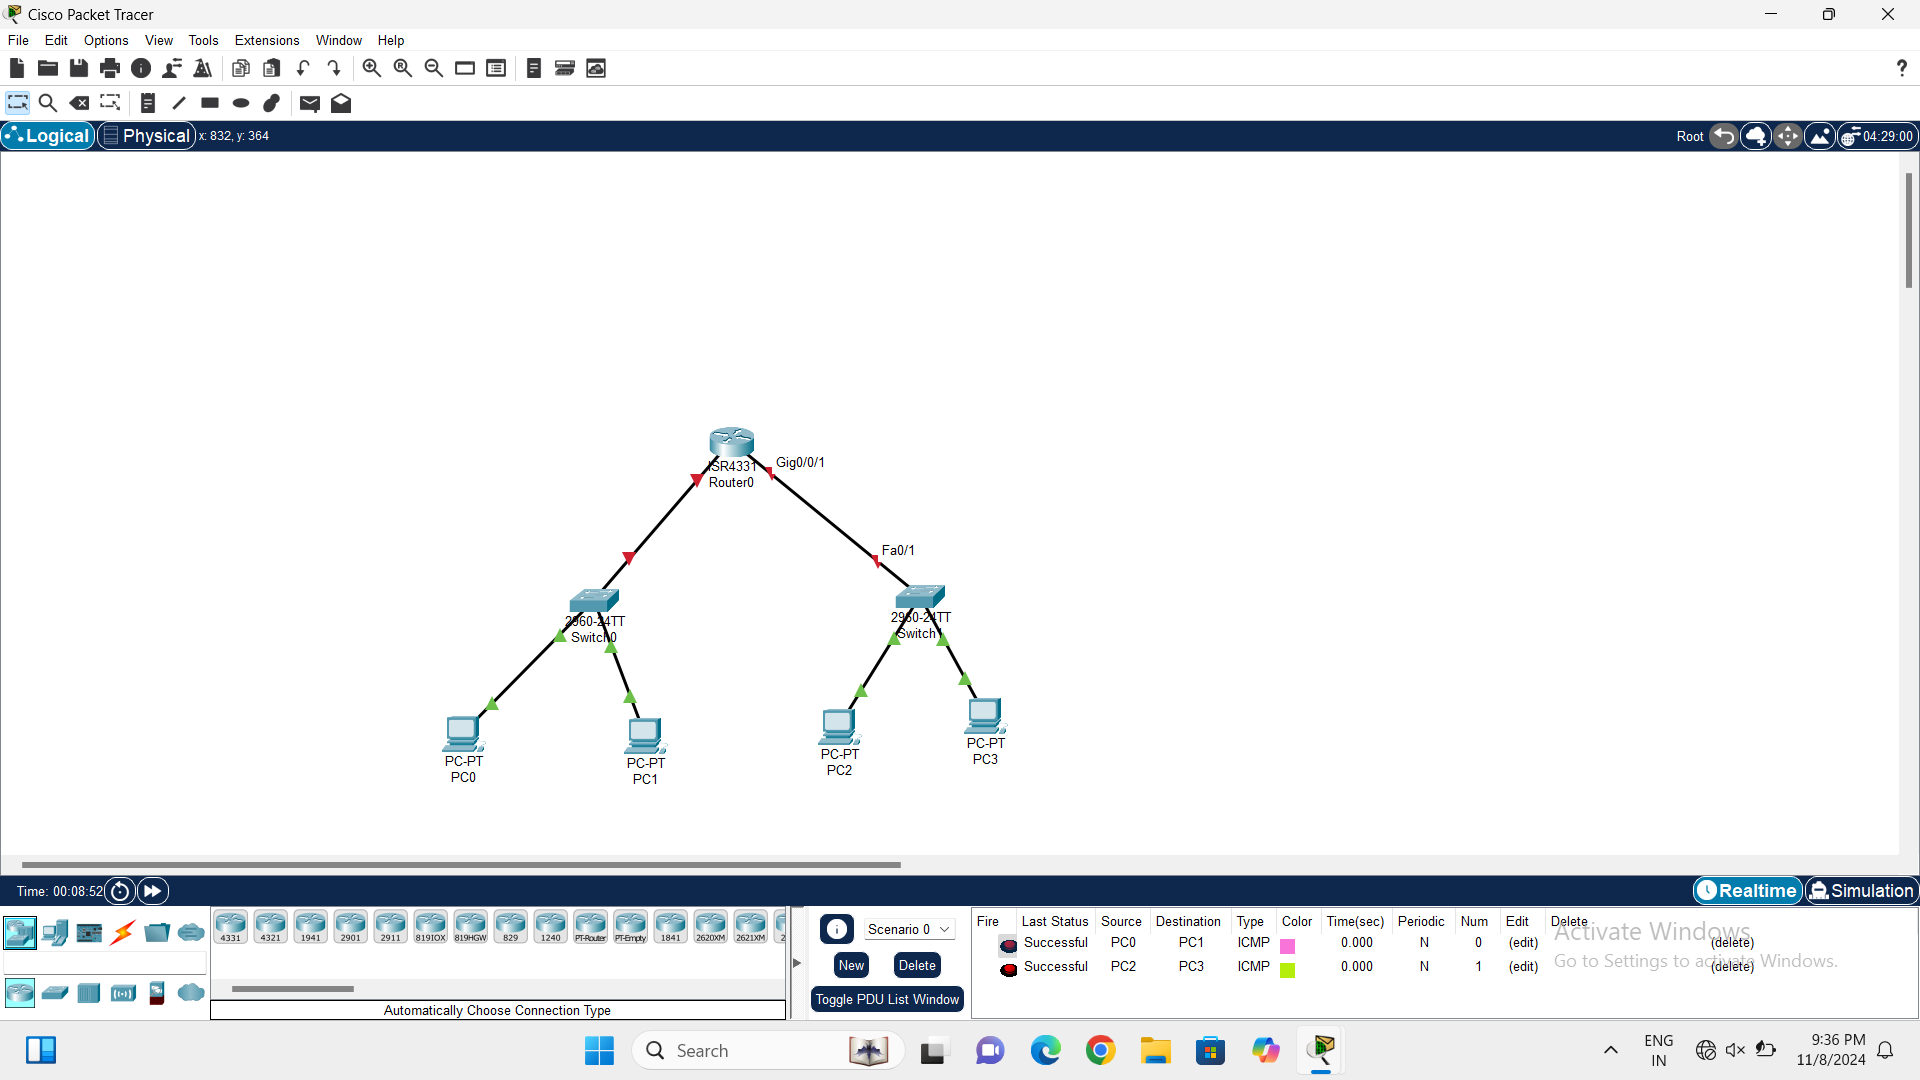 Cisco Packet Tracer
File Edit Options View Tools Extensions Window Help
Logical Physical x: 832, y: 364 Root 04:29:00
Gig0/0/1
ISR4331
Router0
Fa0/1
2960-24TT
Switch0
2960-24TT
Switch1
PC-PT
PC0
PC-PT
PC1
PC-PT
PC2
PC-PT
PC3
Time: 00:08:52 Realtime Simulation
4331 4321 1941 2901 2911 819IOX 819HGW 829 1240 PT-Router PT-Empty 1841 2620XM 2621XM
Automatically Choose Connection Type
Scenario 0
New Delete
Toggle PDU List Window
Fire Last Status Source Destination Type Color Time(sec) Periodic Num Edit Delete
Successful PC0 PC1 ICMP 0.000 N 0 (edit) (delete)
Successful PC2 PC3 ICMP 0.000 N 1 (edit) (delete)
Activate Windows
Go to Settings to activate Windows.
Search
ENG
IN
9:36 PM
11/8/2024